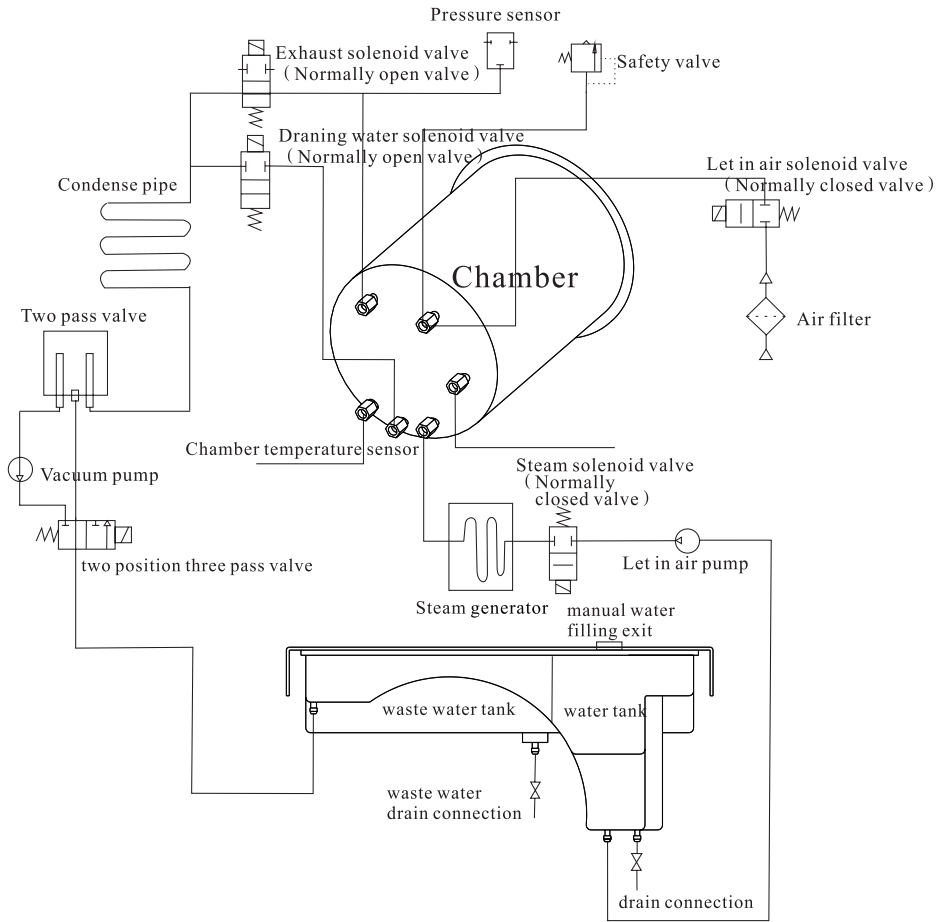 Pressure sensor
Exhaust solenoid valve
(Normally open valve)
Safety valve
Draning water solenoid valve
(Normally open valve)
Let in air solenoid valve
(Normally closed valve)
Condense pipe
Chamber
Two pass valve
Air filter
Chamber temperature sensor
Steam solenoid valve
(Normally
closed valve)
Vacuum pump
two position three pass valve
Let in air pump
Steam generator
manual water
filling exit
waste water tank
water tank
waste water
drain connection
drain connection